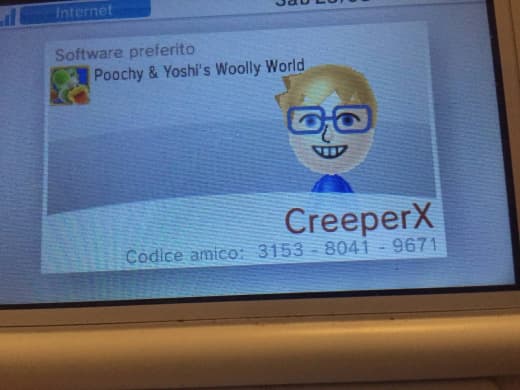 Internet
Software preferito
Poochy & Yoshi's Woolly World
CreeperX
Codice amico: 3153 - 8041 - 9671